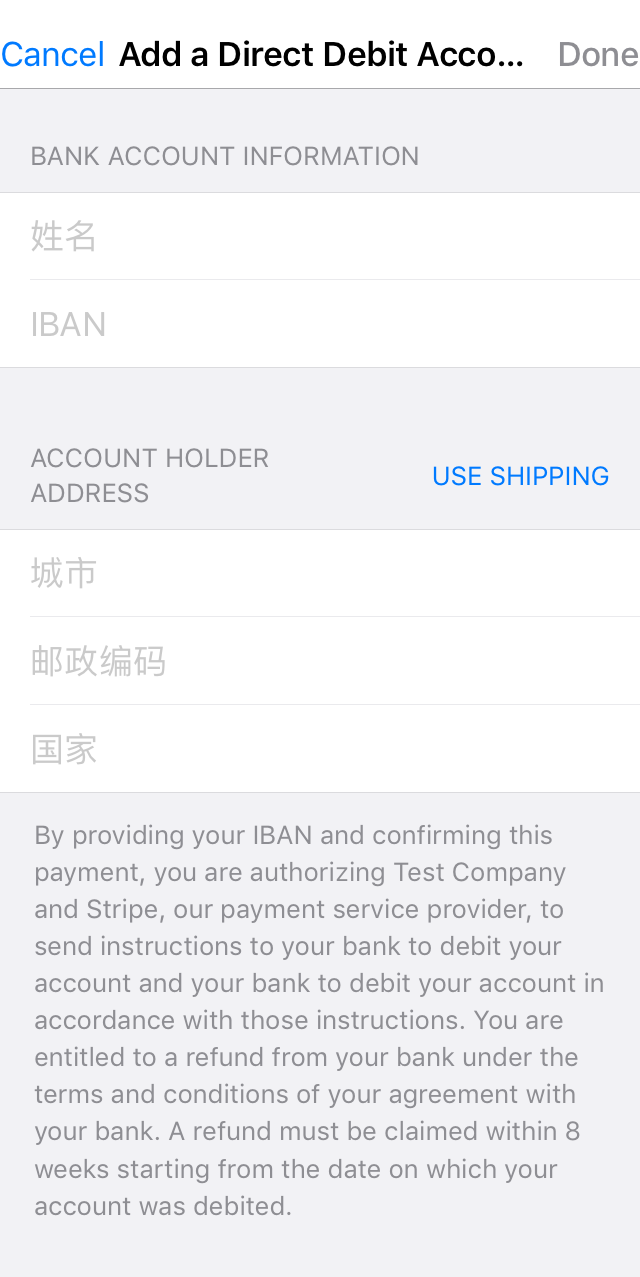 Cancel Add a Direct Debit Acco... Done
BANK ACCOUNT INFORMATION
姓名
IBAN
ACCOUNT HOLDER
ADDRESS
USE SHIPPING
城市
邮政编码
国家
By providing your IBAN and confirming this
payment, you are authorizing Test Company
and Stripe, our payment service provider, to
send instructions to your bank to debit your
account and your bank to debit your account in
accordance with those instructions. You are
entitled to a refund from your bank under the
terms and conditions of your agreement with
your bank. A refund must be claimed within 8
weeks starting from the date on which your
account was debited.